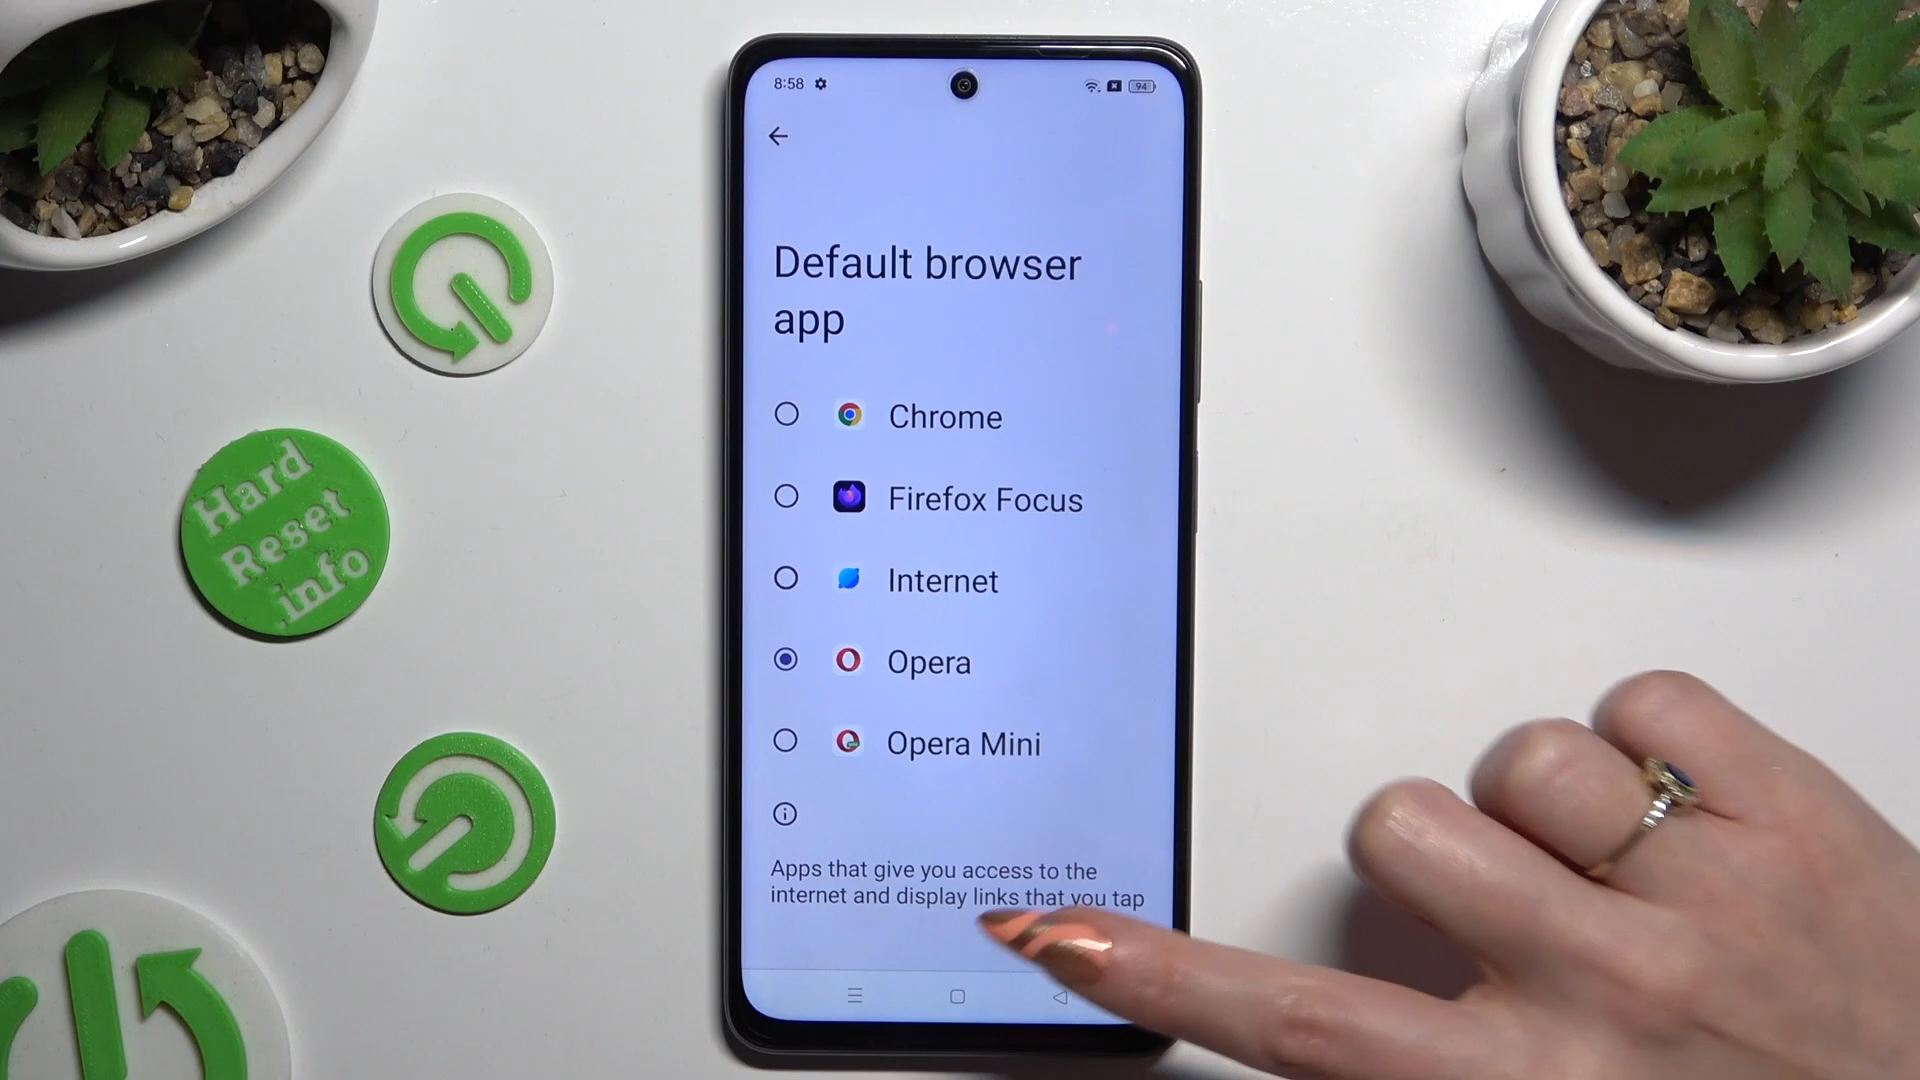 8:58
94
Default browser
app
Chrome
Firefox Focus
Internet
Opera
Opera Mini
Apps that give you access to the
internet and display links that you tap
Hard
Reset
.info